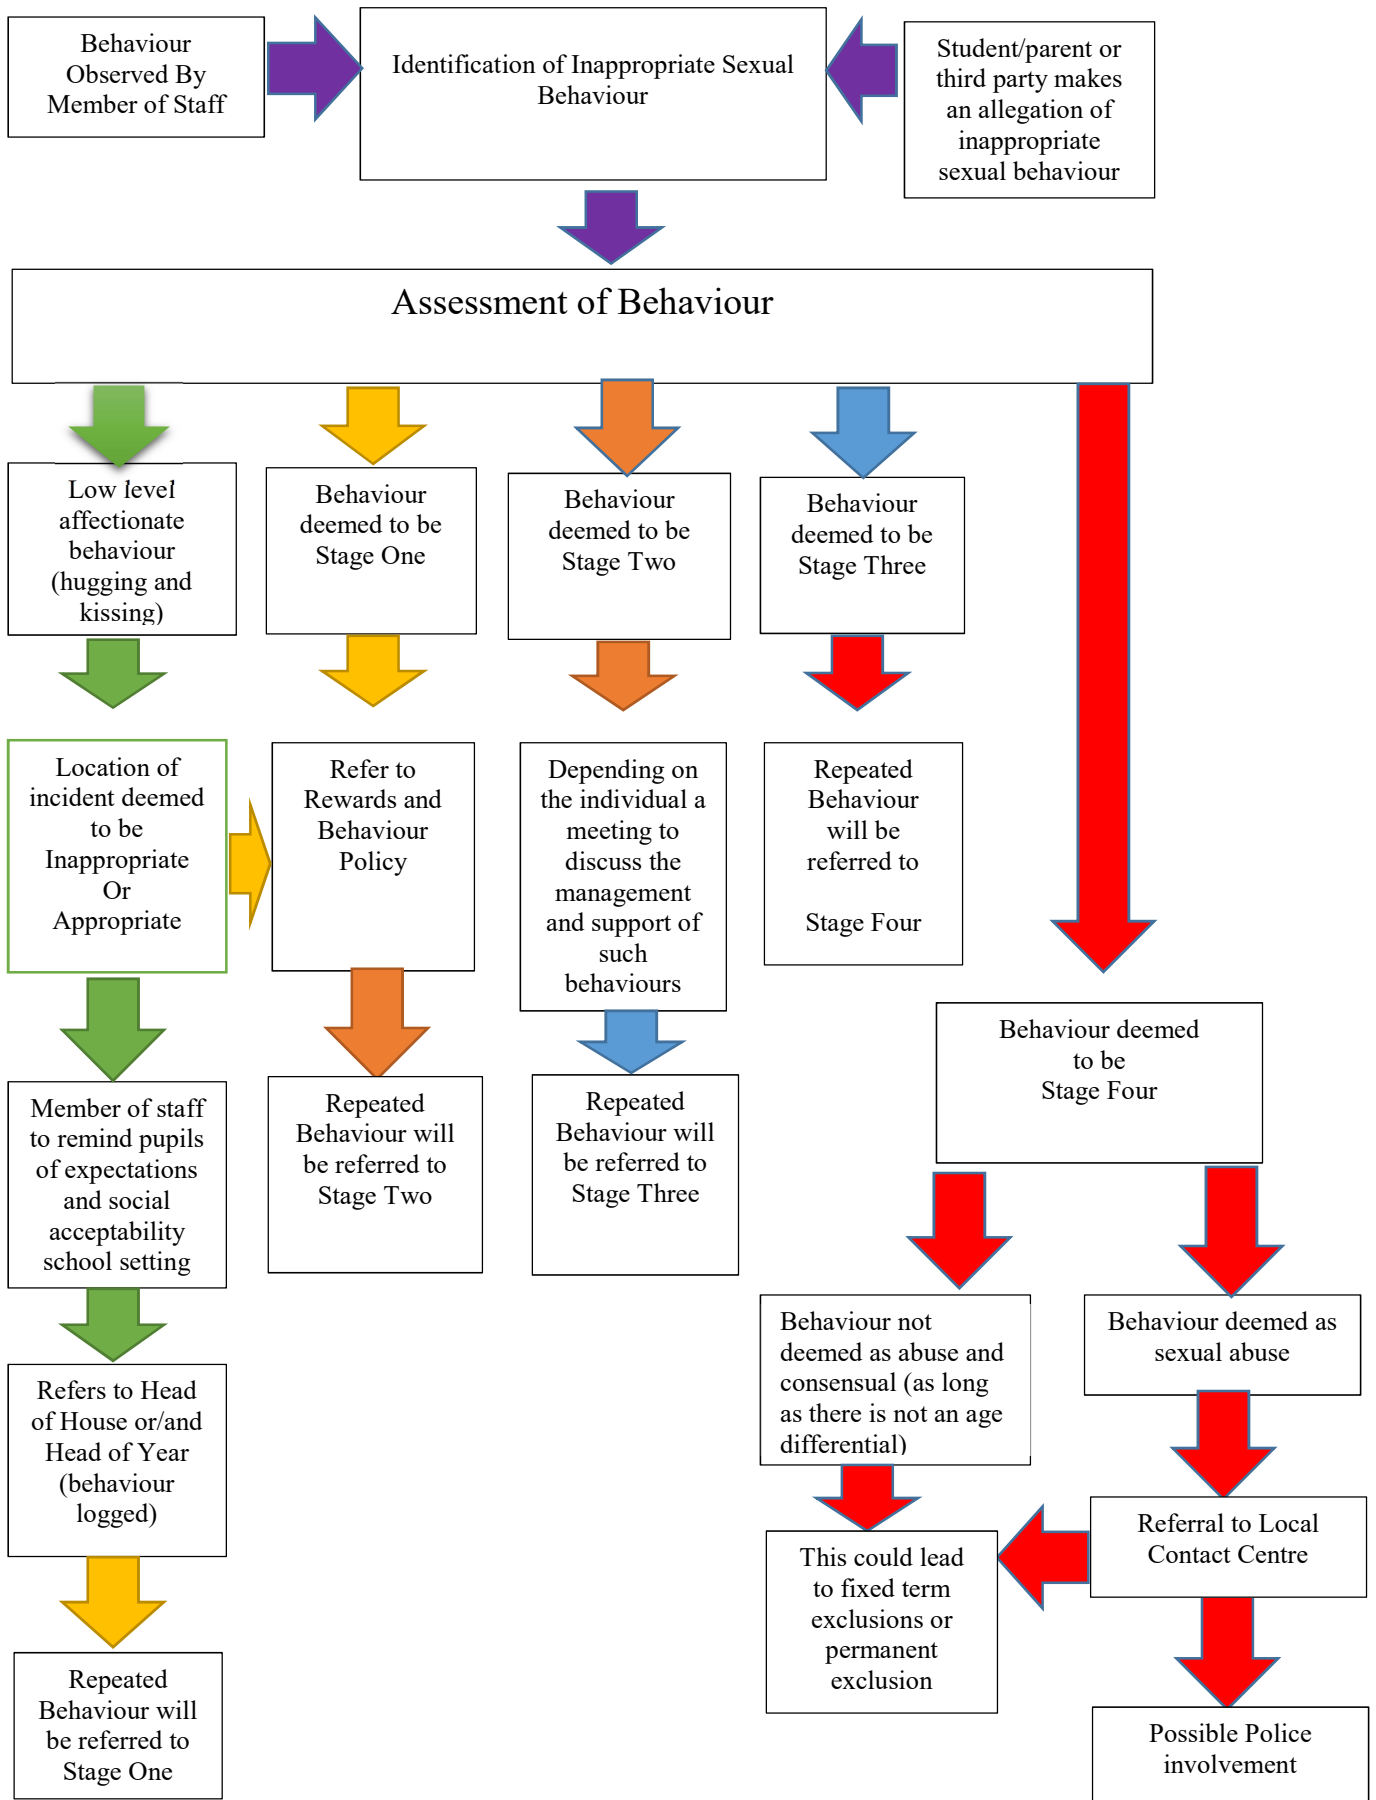 Behaviour
Observed By
Member of Staff
Identification of Inappropriate Sexual
Behaviour
Student/parent or
third party makes
an allegation of
inappropriate
sexual behaviour
Assessment of Behaviour
Low level
affectionate
behaviour
(hugging and
kissing)
Behaviour
deemed to be
Stage One
Behaviour
deemed to be
Stage Two
Behaviour
deemed to be
Stage Three
Location of
incident deemed
to be
Inappropriate
Or
Appropriate
Refer to
Rewards and
Behaviour
Policy
Depending on
the individual a
meeting to
discuss the
management
and support of
such
behaviours
Repeated
Behaviour
will be
referred to
Stage Four
Behaviour deemed
to be
Stage Four
Member of staff
to remind pupils
of expectations
and social
acceptability
school setting
Repeated
Behaviour will
be referred to
Stage Two
Repeated
Behaviour will
be referred to
Stage Three
Behaviour not
deemed as abuse and
consensual (as long
as there is not an age
differential)
Behaviour deemed as
sexual abuse
Refers to Head
of House or/and
Head of Year
(behaviour
logged)
Referral to Local
Contact Centre
This could lead
to fixed term
exclusions or
permanent
exclusion
Repeated
Behaviour will
be referred to
Stage One
Possible Police
involvement